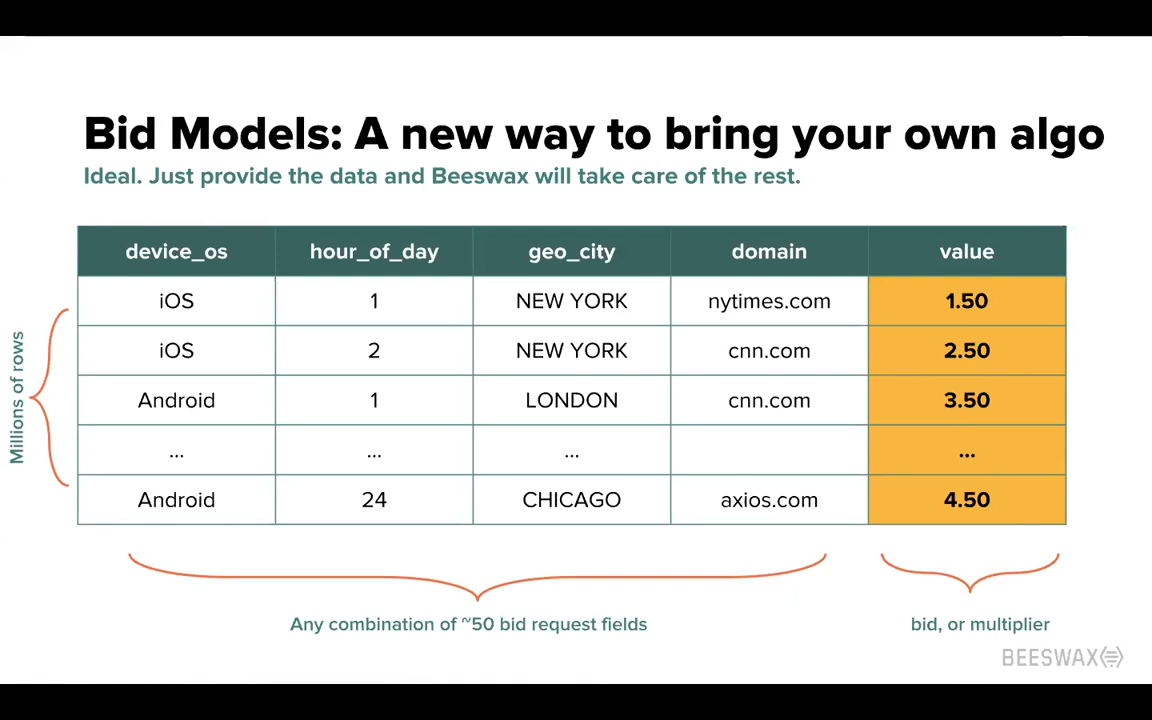 Bid Models: A new way to bring your own algo
Ideal. Just provide the data and Beeswax will take care of the rest.
device_os hour_of_day geo_city domain value
iOS 1 NEW YORK nytimes.com 1.50
iOS 2 NEW YORK cnn.com 2.50
Android 1 LONDON cnn.com 3.50
... ... ... ...
Android 24 CHICAGO axios.com 4.50
Millions of rows
Any combination of ~50 bid request fields
bid, or multiplier
BEESWAX